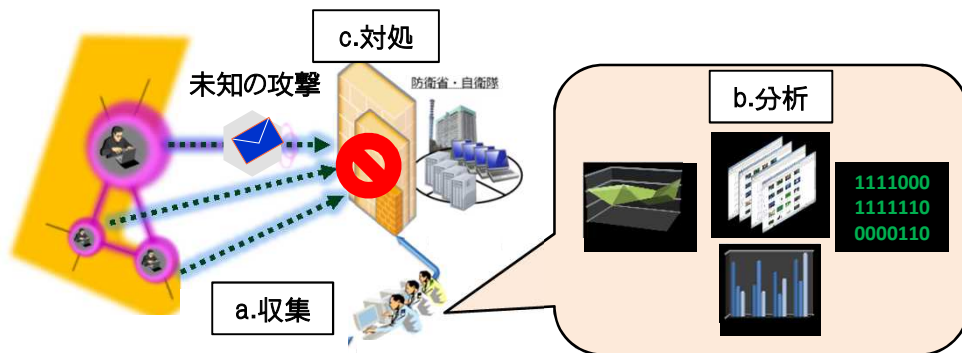 c.対処
未知の攻撃
防衛省・自衛隊
b.分析
1111000
1111110
0000110
a.収集